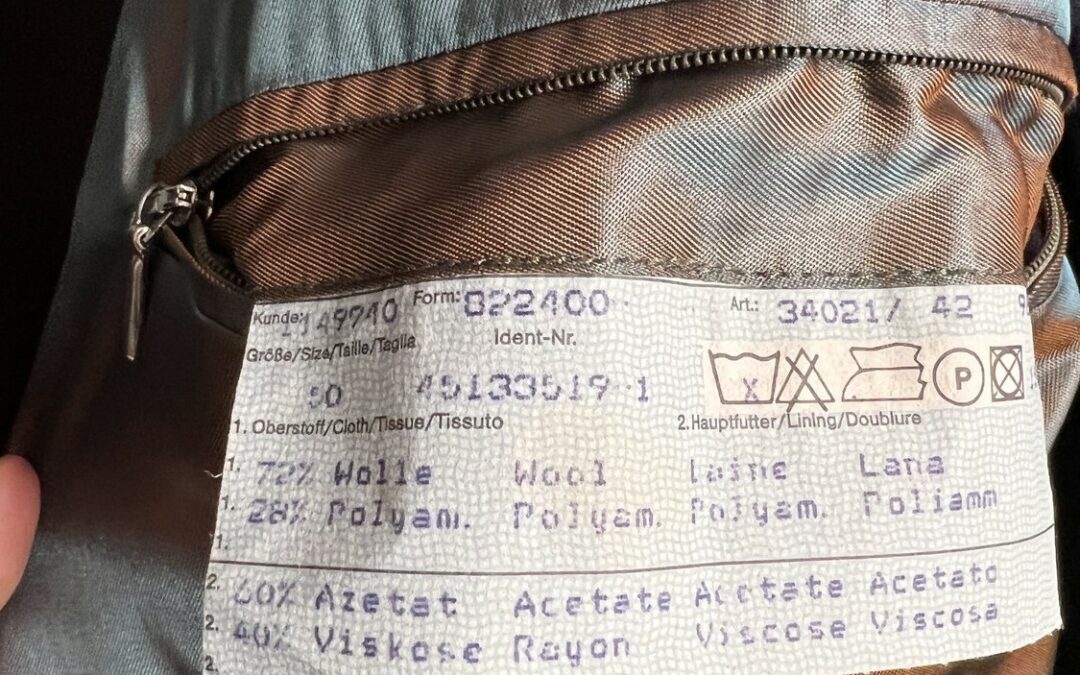 Kunde: 149740 Form: 822400 Art.: 34021/ 42 9
Größe/Size/Taille/Taglia Ident-Nr.
50 45133519 1
X P
1. Oberstoff/Cloth/Tissue/Tissuto 2. Hauptfutter/Lining/Doublure
1. 72% Wolle Wool Laine Lana
1. 28% Polyam. Polyam. Polyam. Poliamm
1.
2. 60% Azetat Acetate Acetate Acetato
2. 40% Viskose Rayon Viscose Viscosa
2.